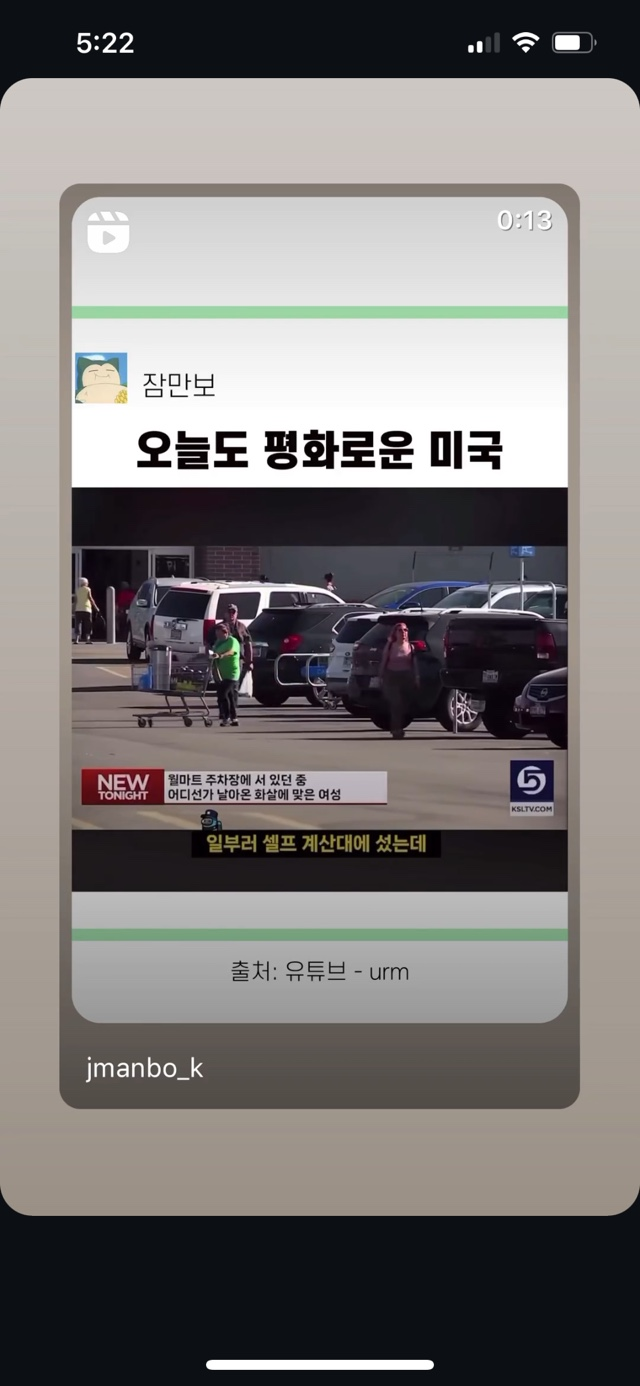 5:22
0:13
잠만보
오늘도 평화로운 미국
NEW
TONIGHT
월마트 주차장에 서 있던 중
어디선가 날아온 화살에 맞은 여성
5
KSLTV.COM
일부러 셀프 계산대에 섰는데
출처: 유튜브 - urm
jmanbo_k